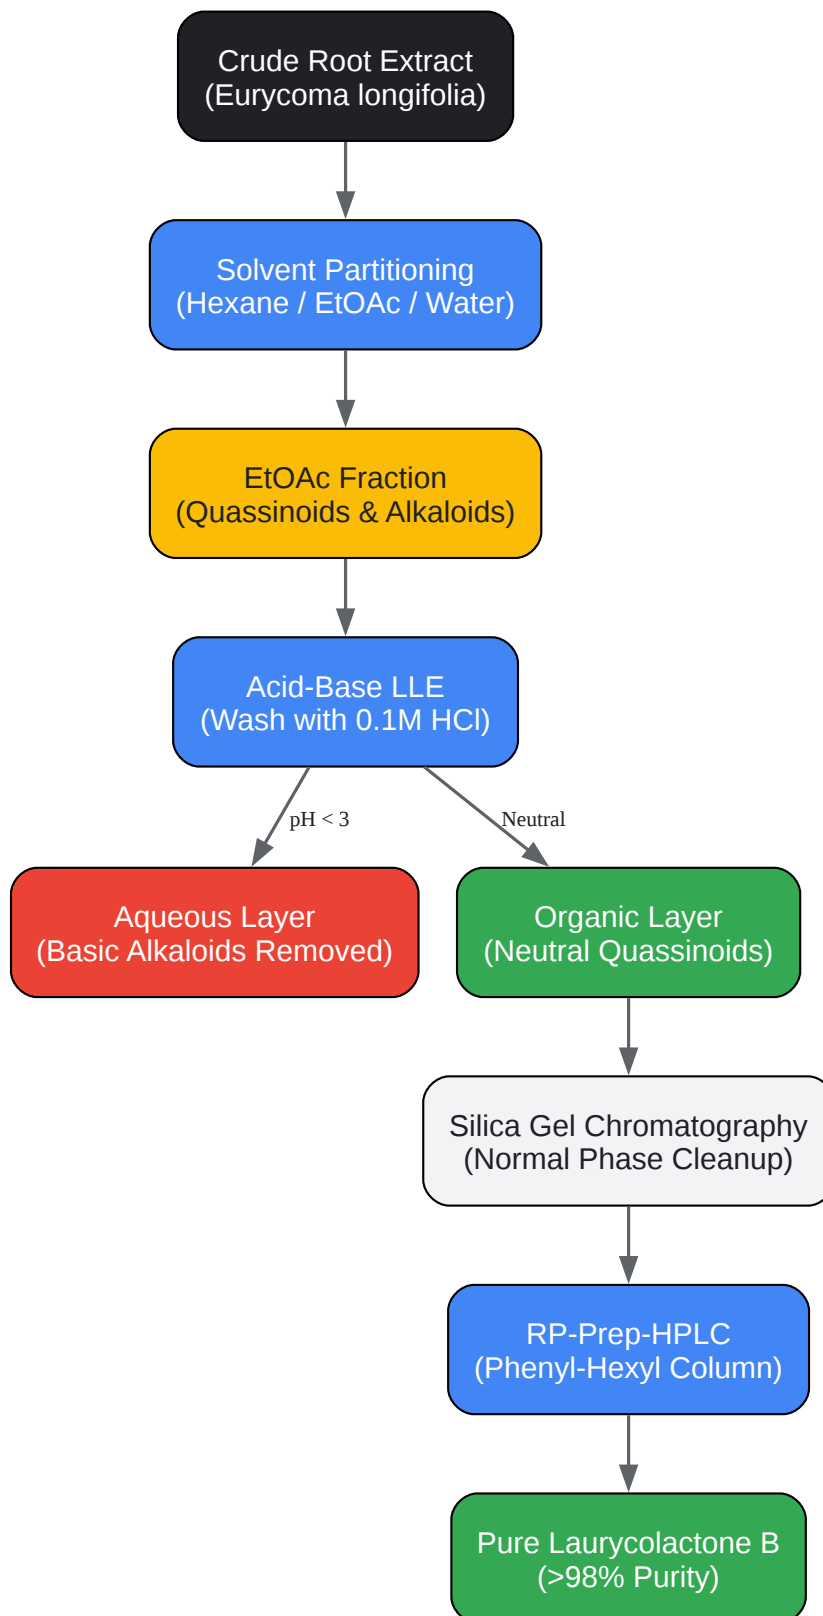 Crude Root Extract
(Eurycoma longifolia)
Solvent Partitioning
(Hexane / EtOAc / Water)
EtOAc Fraction
(Quassinoids & Alkaloids)
Acid-Base LLE
(Wash with 0.1M HCl)
pH < 3
Neutral
Aqueous Layer
(Basic Alkaloids Removed)
Organic Layer
(Neutral Quassinoids)
Silica Gel Chromatography
(Normal Phase Cleanup)
RP-Prep-HPLC
(Phenyl-Hexyl Column)
Pure Laurycolactone B
(>98% Purity)